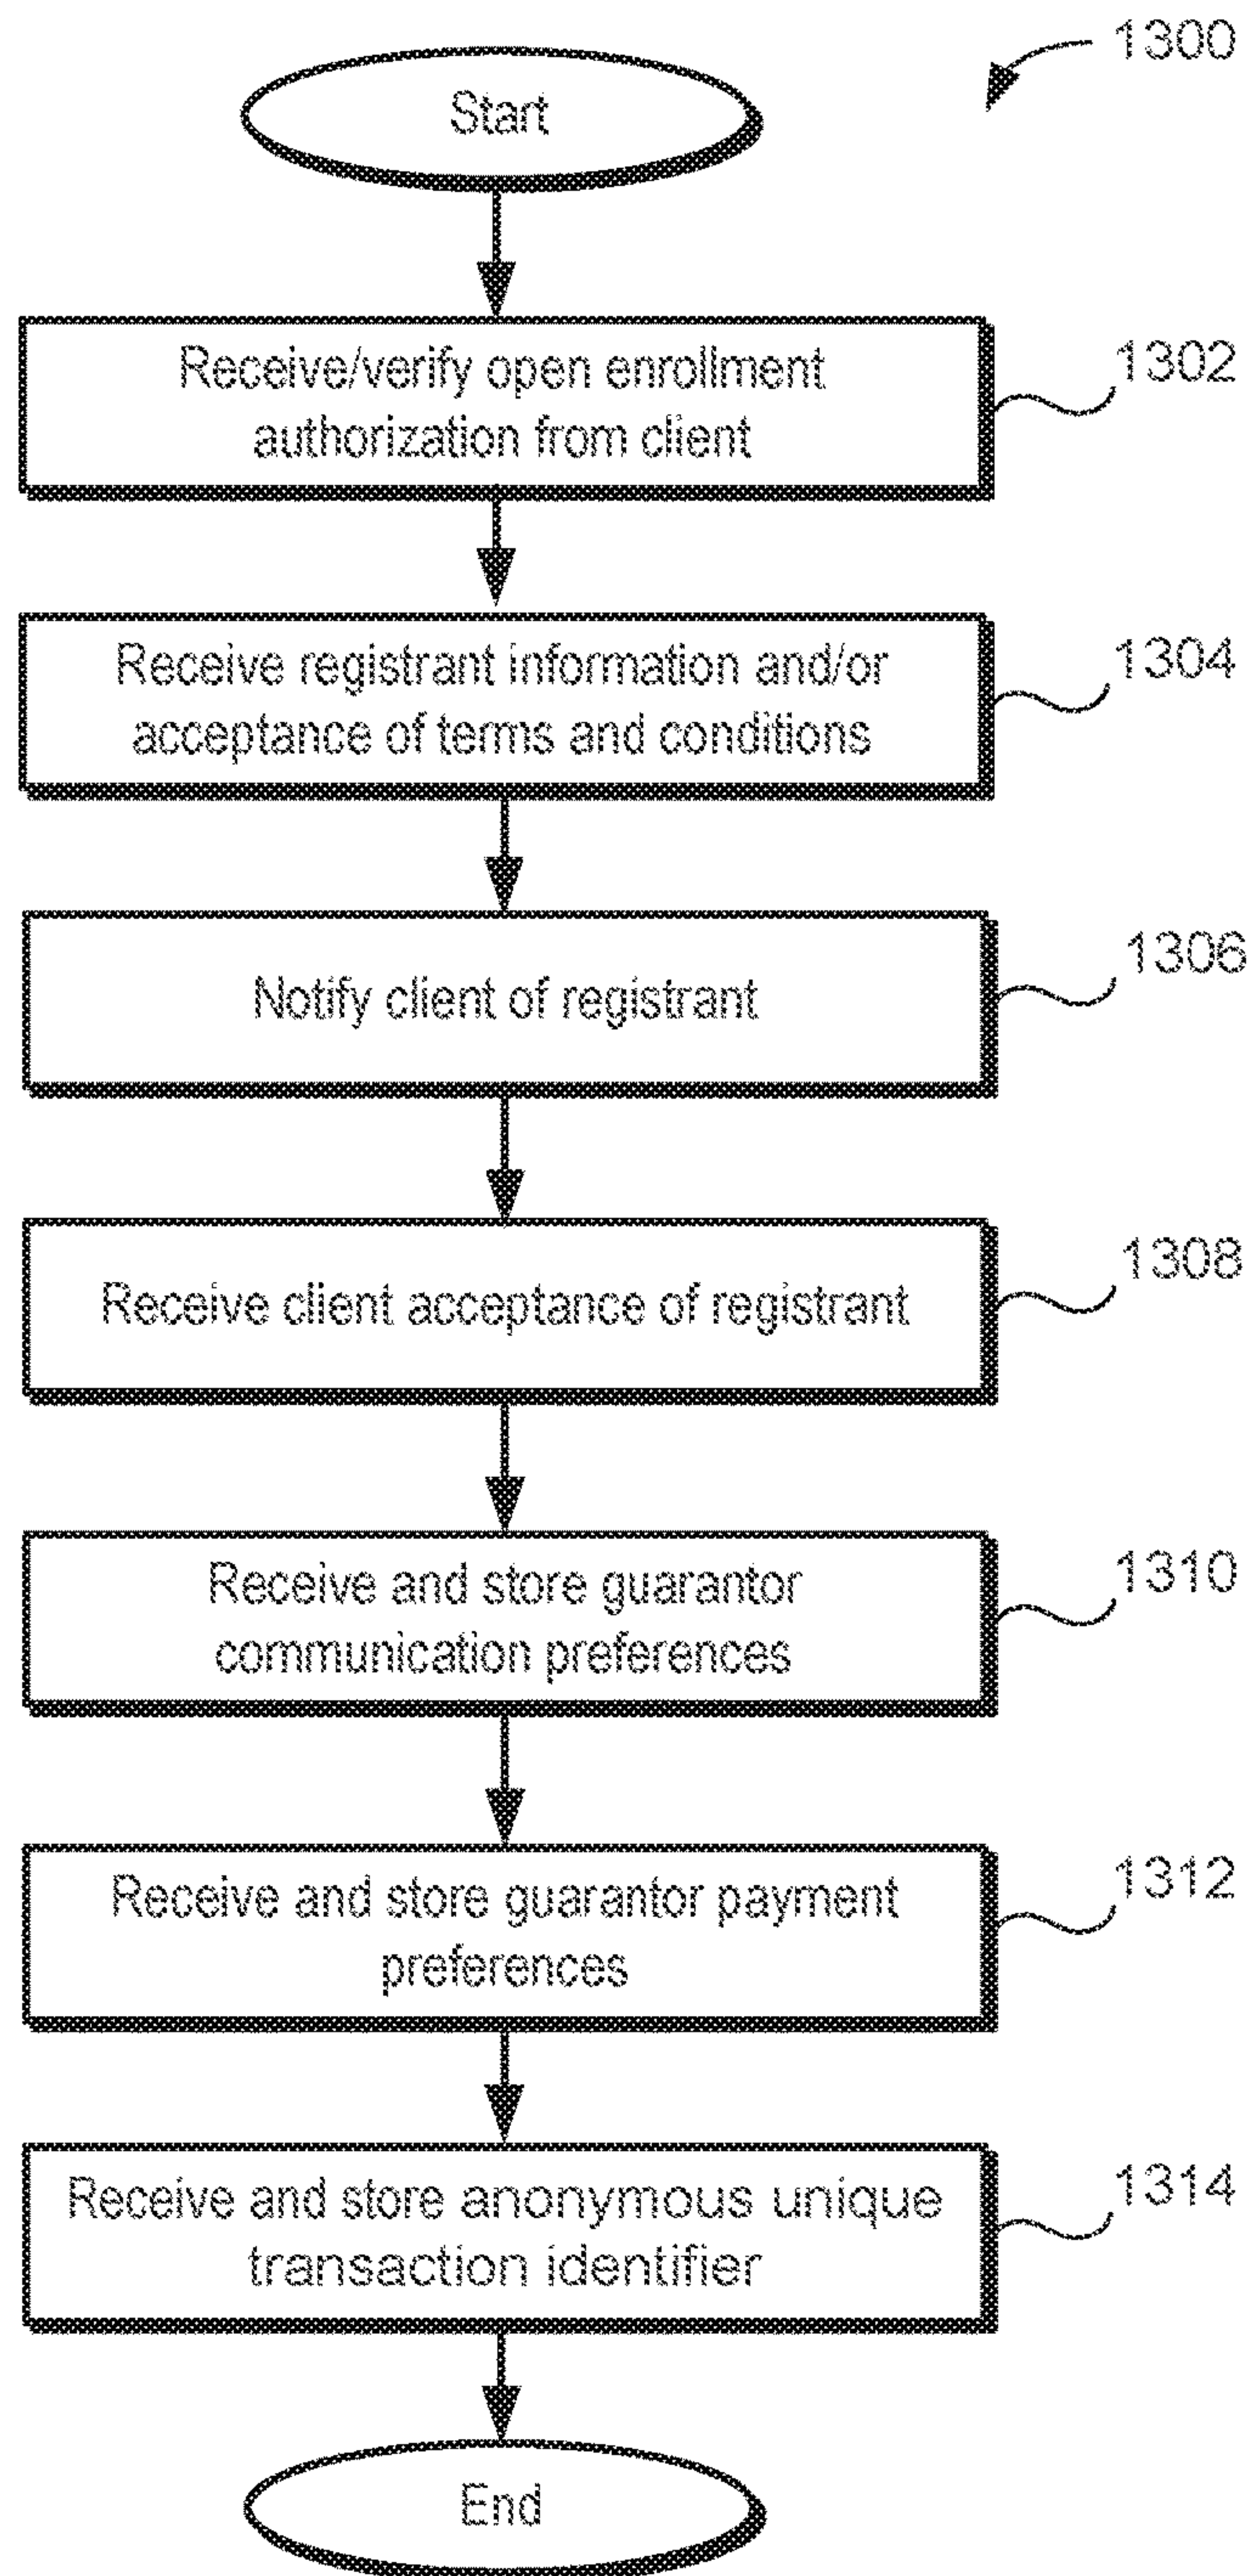 1300
Start
Receive/verify open enrollment
authorization from client
1302
Receive registrant information and/or
acceptance of terms and conditions
1304
Notify client of registrant
1306
Receive client acceptance of registrant
1308
Receive and store guarantor
communication preferences
1310
Receive and store guarantor payment
preferences
1312
Receive and store anonymous unique
transaction identifier
1314
End